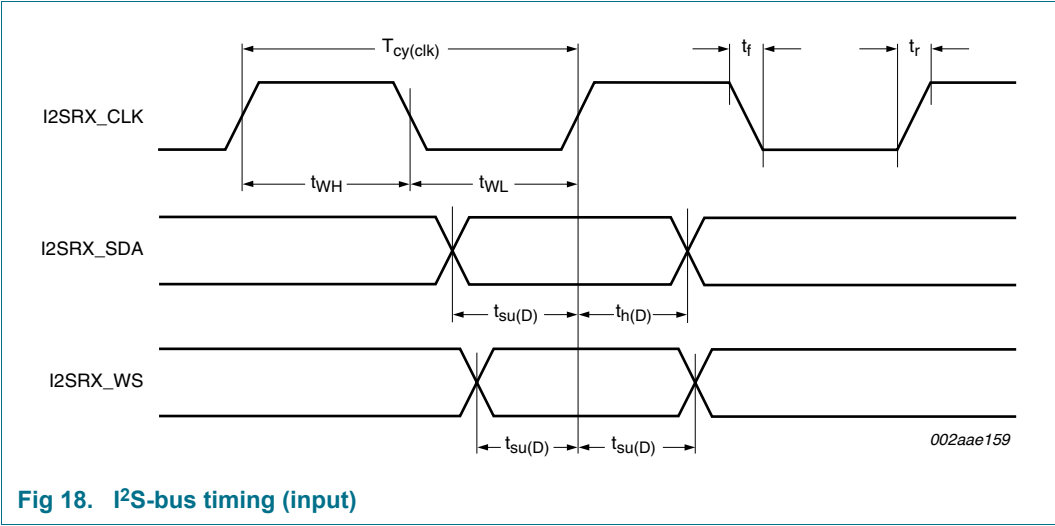 T_cy(clk) t_f t_r
I2SRX_CLK
t_WH t_WL
I2SRX_SDA
t_su(D) t_h(D)
I2SRX_WS
t_su(D) t_su(D)
002aae159
Fig 18. I²S-bus timing (input)